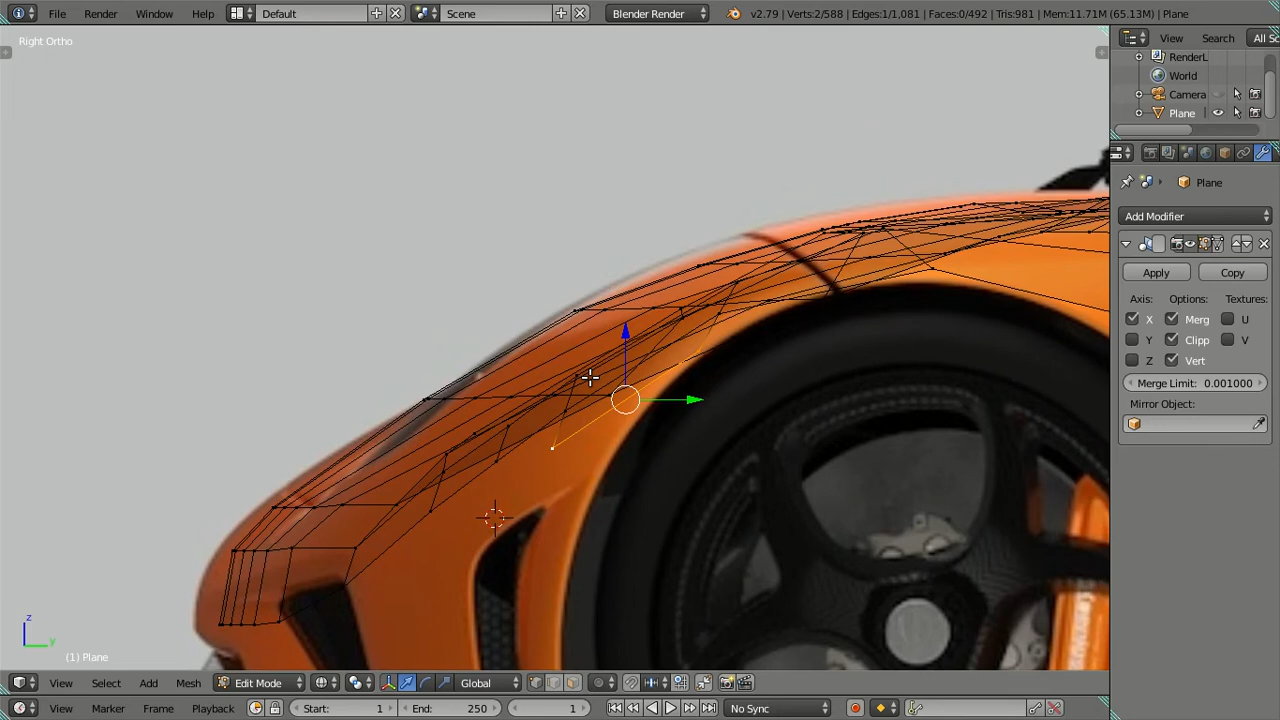 File Render Window Help Default Scene Blender Render v2.79 | Verts:2/588 | Edges:1/1,081 | Faces:0/492 | Tris:981 | Mem:11.71M (65.13M) | Plane
Right Ortho
View Search All Sc
RenderL
World
Camera
Plane
Plane
Add Modifier
Apply Copy
Axis: Options: Textures:
X Merg U
Y Clipp V
Z Vert
Merge Limit: 0.001000
Mirror Object:
z
y
(1) Plane
View Select Add Mesh Edit Mode Global
View Marker Frame Playback Start: 1 End: 250 1 No Sync